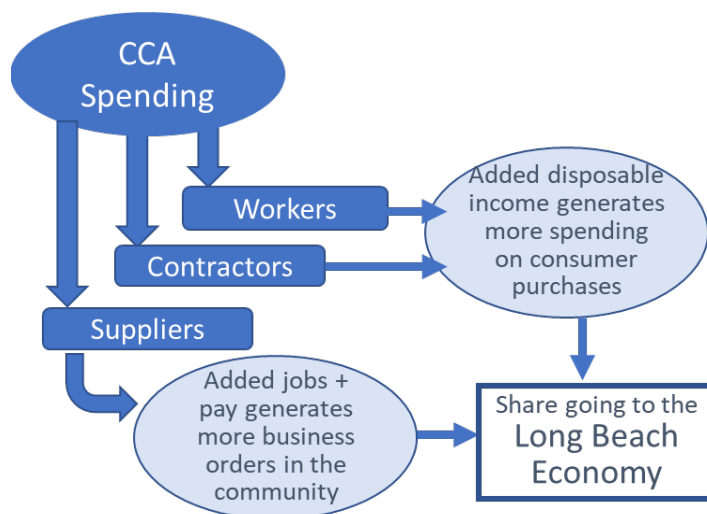 CCA
Spending
Workers
Contractors
Suppliers
Added disposable
income generates
more spending
on consumer
purchases
Added jobs +
pay generates
more business
orders in the
community
Share going to the
Long Beach
Economy